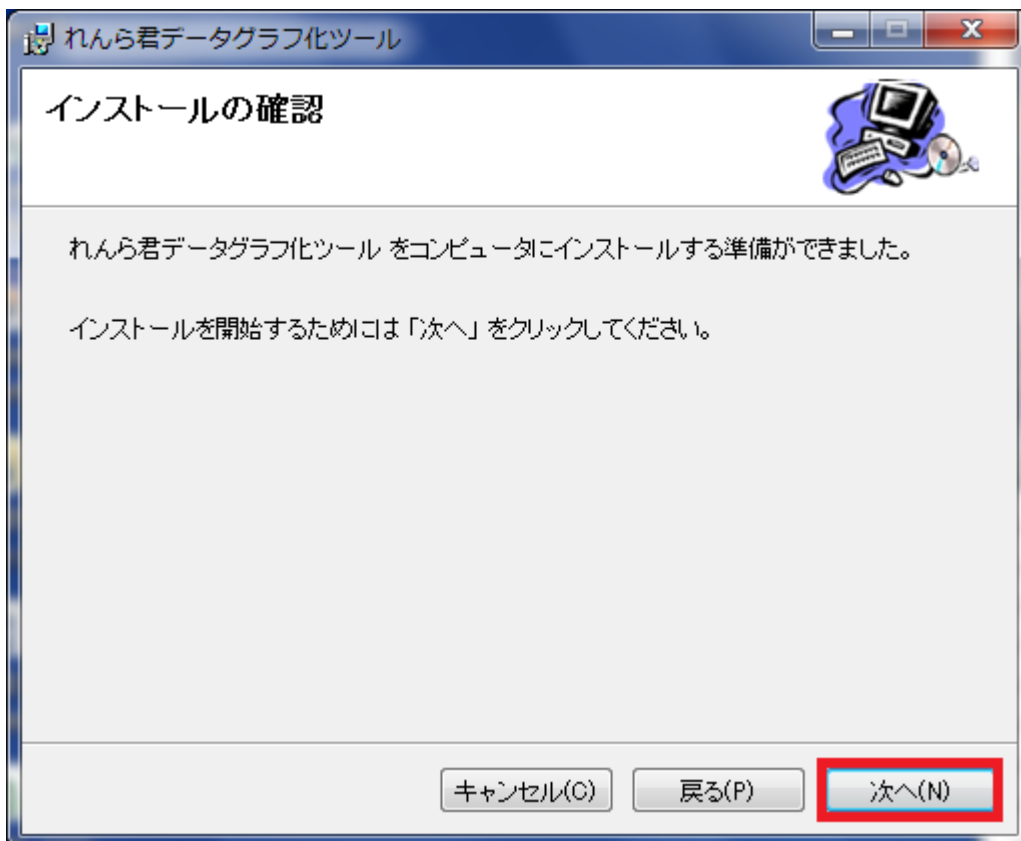 れんら君データグラフ化ツール
インストールの確認
れんら君データグラフ化ツール をコンピュータにインストールする準備ができました。
インストールを開始するためには「次へ」をクリックしてください。
キャンセル(C) 戻る(P) 次へ(N)